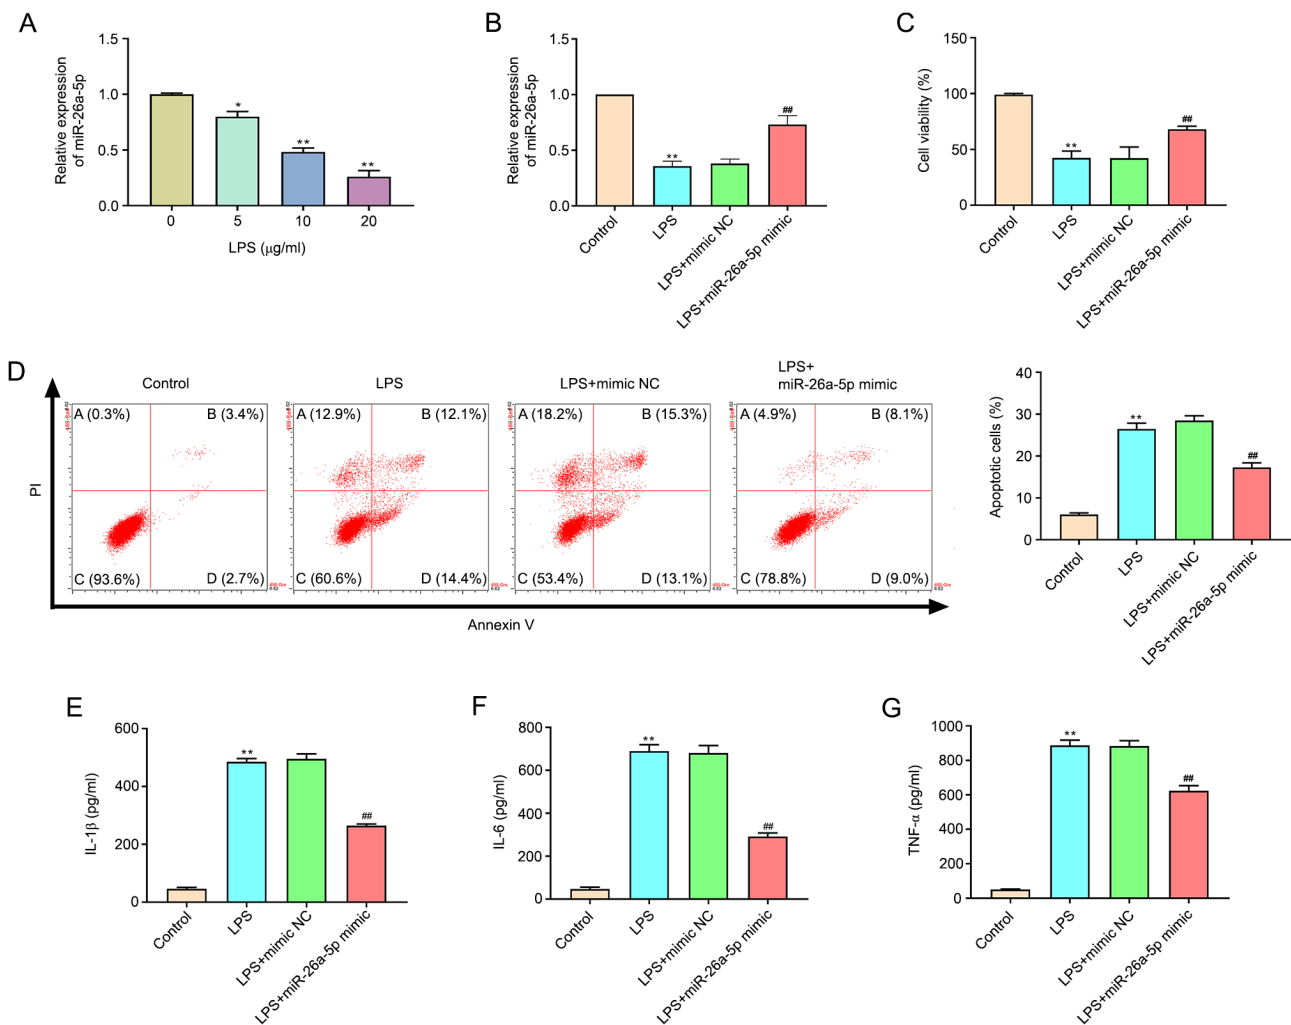 A
Relative expression
of miR-26a-5p
1.5
1.0
0.5
0.0
*
**
**
0
5
10
20
LPS (μg/ml)
B
Relative expression
of miR-26a-5p
1.5
1.0
0.5
0.0
**
##
Control
LPS
LPS+mimic NC
LPS+miR-26a-5p mimic
C
Cell viability (%)
150
100
50
0
**
##
Control
LPS
LPS+mimic NC
LPS+miR-26a-5p mimic
D
PI
Control
A (0.3%)
B (3.4%)
C (93.6%)
D (2.7%)
LPS
A (12.9%)
B (12.1%)
C (60.6%)
D (14.4%)
LPS+mimic NC
A (18.2%)
B (15.3%)
C (53.4%)
D (13.1%)
LPS+
miR-26a-5p mimic
A (4.9%)
B (8.1%)
C (78.8%)
D (9.0%)
Annexin V
Apoptotic cells (%)
40
30
20
10
0
**
##
Control
LPS
LPS+mimic NC
LPS+miR-26a-5p mimic
E
IL-1β (pg/ml)
600
400
200
0
**
##
Control
LPS
LPS+mimic NC
LPS+miR-26a-5p mimic
F
IL-6 (pg/ml)
800
600
400
200
0
**
##
Control
LPS
LPS+mimic NC
LPS+miR-26a-5p mimic
G
TNF-α (pg/ml)
1000
800
600
400
200
0
**
##
Control
LPS
LPS+mimic NC
LPS+miR-26a-5p mimic